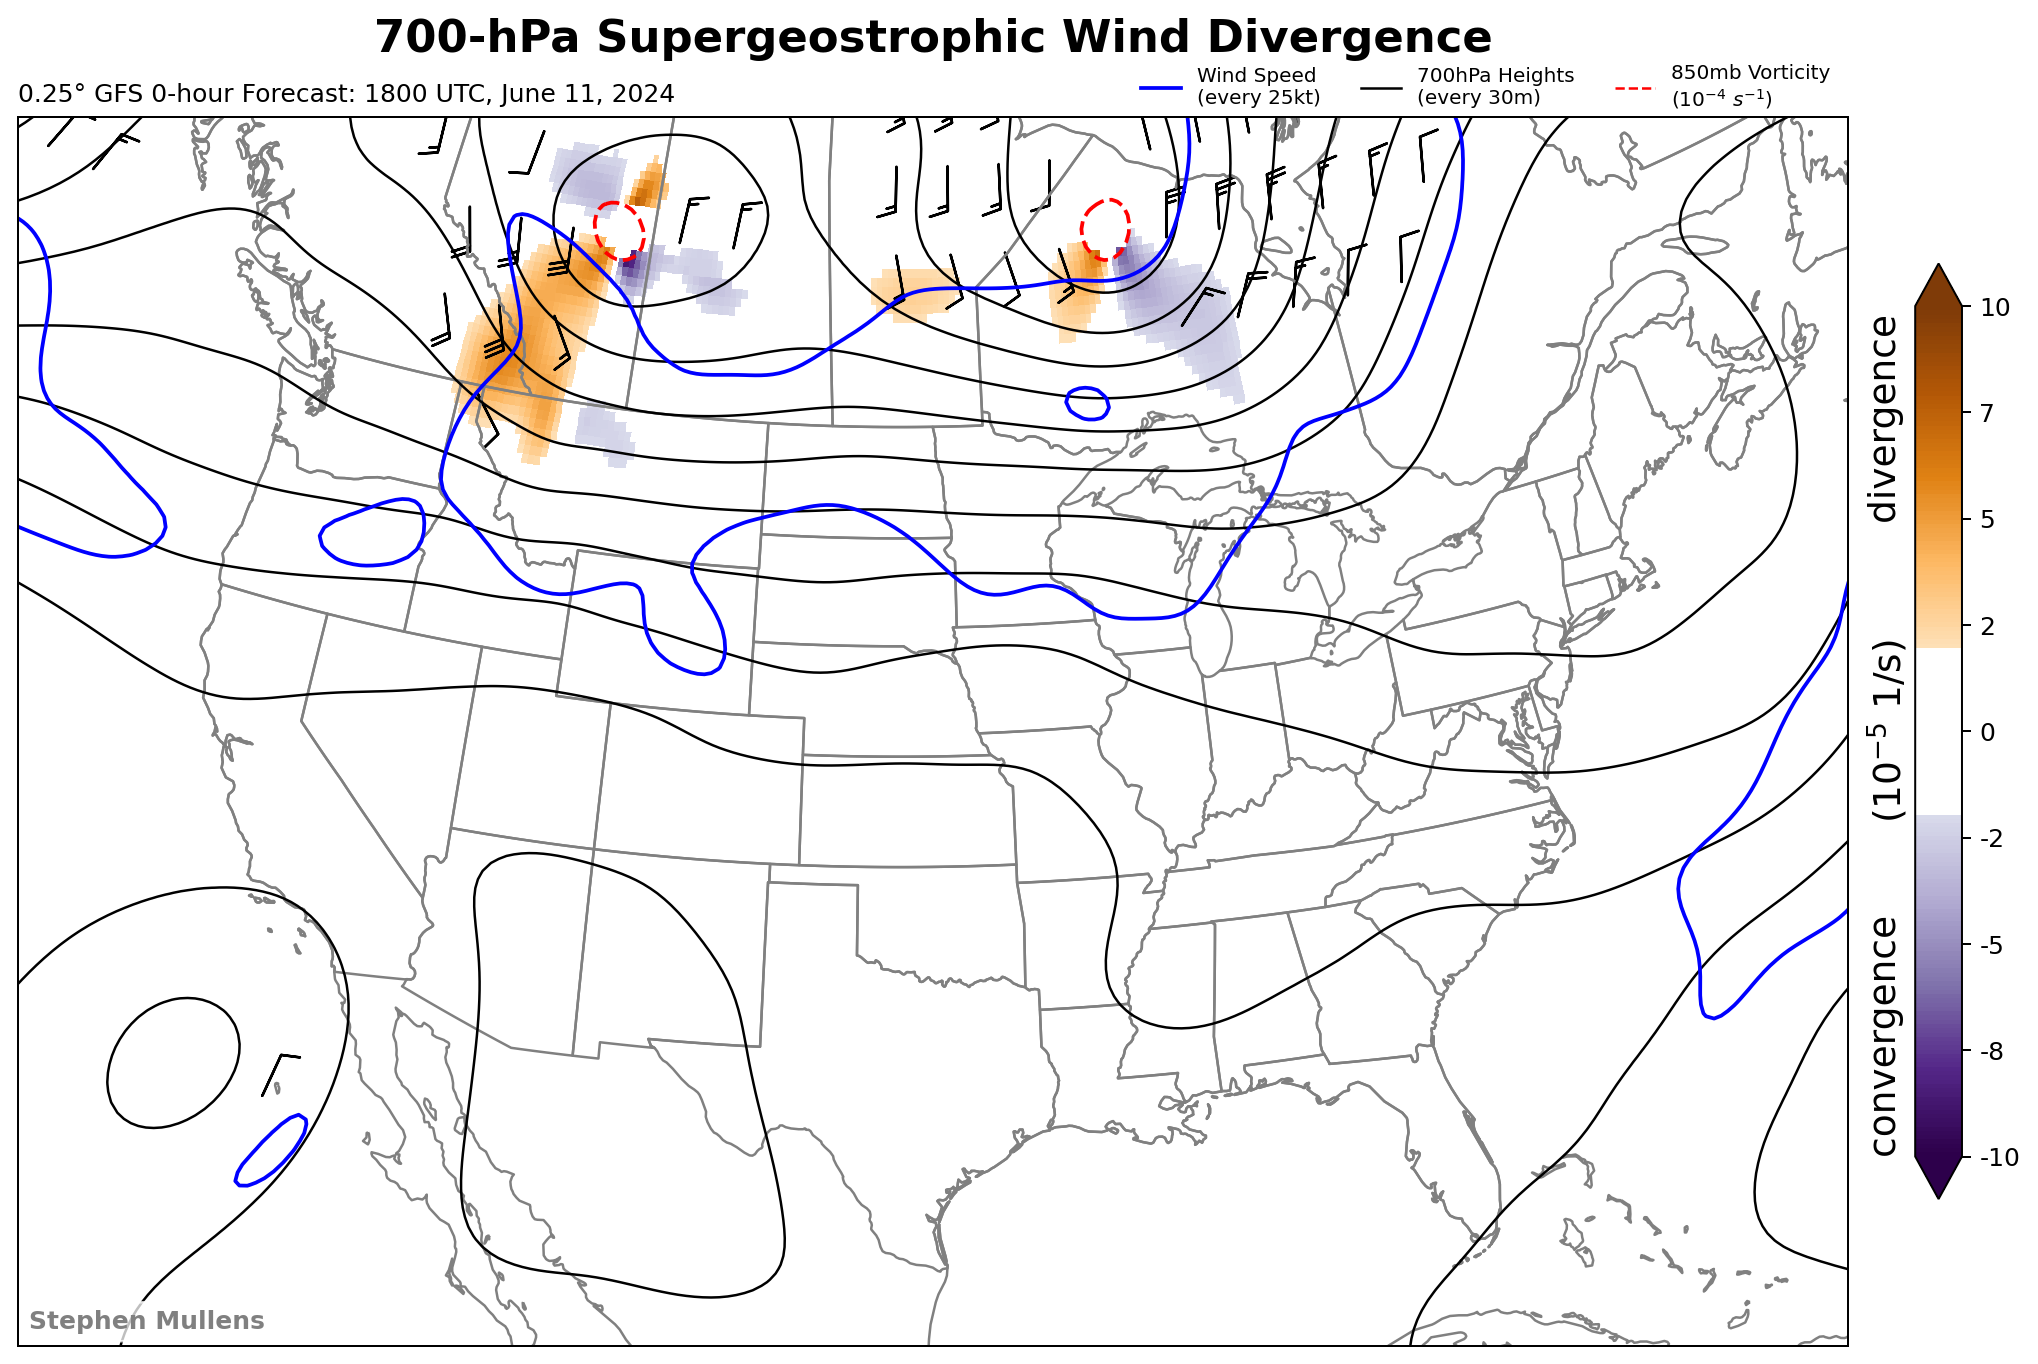 700-hPa Supergeostrophic Wind Divergence
0.25° GFS 0-hour Forecast: 1800 UTC, June 11, 2024
Wind Speed
(every 25kt)
700hPa Heights
(every 30m)
850mb Vorticity
(10⁻⁴ s⁻¹)
10
7
5
2
0
-2
-5
-8
-10
convergence (10⁻⁵ 1/s) divergence
Stephen Mullens